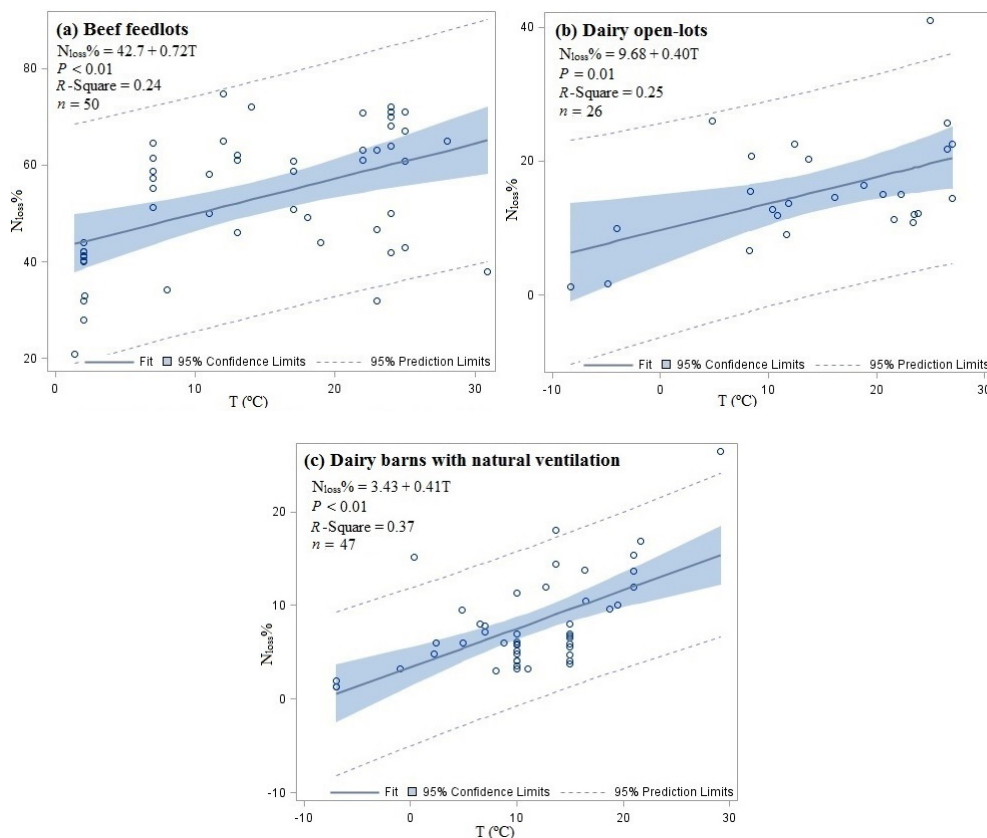 (a) Beef feedlots
Nloss% = 42.7 + 0.72T
P < 0.01
R-Square = 0.24
n = 50
80
60
40
20
Nloss%
Fit 95% Confidence Limits 95% Prediction Limits
0 10 20 30
T (ºC)
(b) Dairy open-lots
Nloss% = 9.68 + 0.40T
P = 0.01
R-Square = 0.25
n = 26
40
20
0
Nloss%
Fit 95% Confidence Limits 95% Prediction Limits
-10 0 10 20 30
T (ºC)
(c) Dairy barns with natural ventilation
Nloss% = 3.43 + 0.41T
P < 0.01
R-Square = 0.37
n = 47
20
10
0
-10
Nloss%
Fit 95% Confidence Limits 95% Prediction Limits
0 10 20 30
T (ºC)